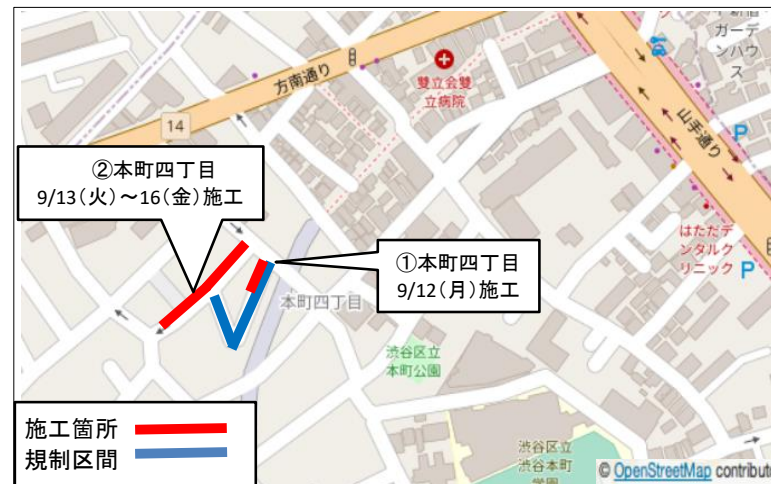 方南通り
14
雙立会雙
立病院
新宿
ガーデ
ンハウ
ス
P
山手通り
P
はただデ
ンタルク
リニック
P
②本町四丁目
9/13(火)～16(金)施工
①本町四丁目
9/12(月)施工
本町四丁目
渋谷区立
本町公園
渋谷区立
渋谷本町
学園
施工箇所
規制区間
© OpenStreetMap contribut